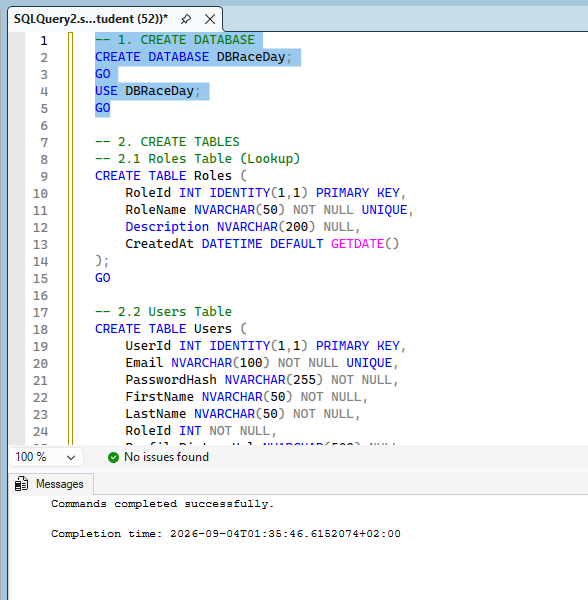 SQLQuery2.s...tudent (52))*
1 -- 1. CREATE DATABASE
2 CREATE DATABASE DBRaceDay;
3 GO
4 USE DBRaceDay;
5 GO
6
7 -- 2. CREATE TABLES
8 -- 2.1 Roles Table (Lookup)
9 CREATE TABLE Roles (
10 RoleId INT IDENTITY(1,1) PRIMARY KEY,
11 RoleName NVARCHAR(50) NOT NULL UNIQUE,
12 Description NVARCHAR(200) NULL,
13 CreatedAt DATETIME DEFAULT GETDATE()
14 );
15 GO
16
17 -- 2.2 Users Table
18 CREATE TABLE Users (
19 UserId INT IDENTITY(1,1) PRIMARY KEY,
20 Email NVARCHAR(100) NOT NULL UNIQUE,
21 PasswordHash NVARCHAR(255) NOT NULL,
22 FirstName NVARCHAR(50) NOT NULL,
23 LastName NVARCHAR(50) NOT NULL,
24 RoleId INT NOT NULL,
100 %
No issues found
Messages
Commands completed successfully.
Completion time: 2026-09-04T01:35:46.6152074+02:00